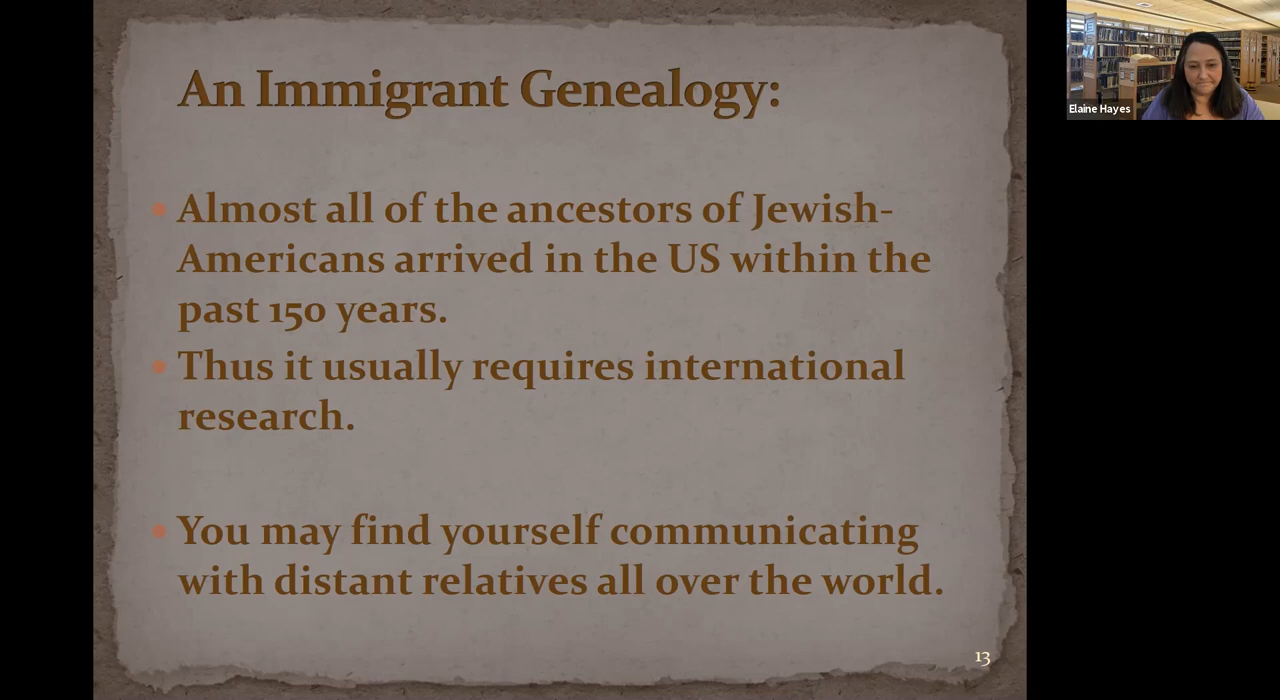 An Immigrant Genealogy:
Almost all of the ancestors of Jewish-
Americans arrived in the US within the
past 150 years.
Thus it usually requires international
research.
You may find yourself communicating
with distant relatives all over the world.
13
Elaine Hayes